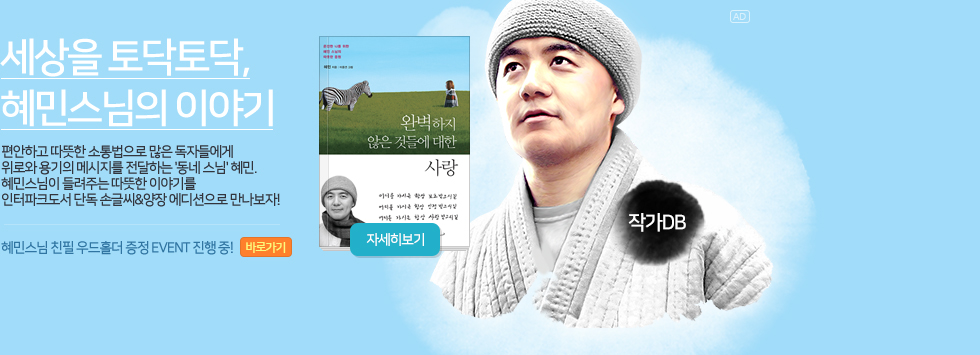 AD
세상을 토닥토닥,
혜민스님의 이야기
편안하고 따뜻한 소통법으로 많은 독자들에게
위로와 용기의 메시지를 전달하는 '동네 스님' 혜민.
혜민스님이 들려주는 따뜻한 이야기를
인터파크도서 단독 손글씨&양장 에디션으로 만나보자!
혜민스님 친필 우드홀더 증정 EVENT 진행 중! 바로가기
완벽하지
않은 것들에 대한
사랑
자세히보기
작가DB